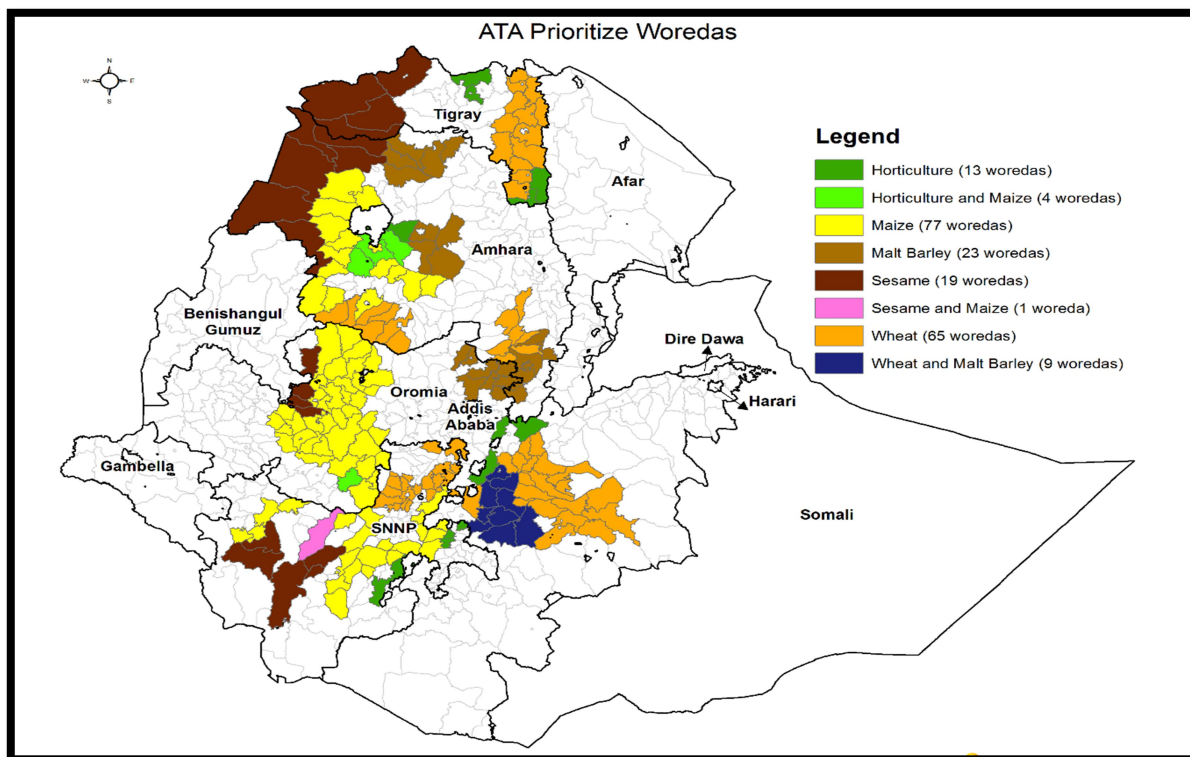 ATA Prioritize Woredas
N
W E
S
Tigray
Afar
Amhara
Benishangul
Gumuz
Dire Dawa
Harari
Oromia
Addis
Ababa
Gambella
SNNP
Somali
Legend
Horticulture (13 woredas)
Horticulture and Maize (4 woredas)
Maize (77 woredas)
Malt Barley (23 woredas)
Sesame (19 woredas)
Sesame and Maize (1 woreda)
Wheat (65 woredas)
Wheat and Malt Barley (9 woredas)